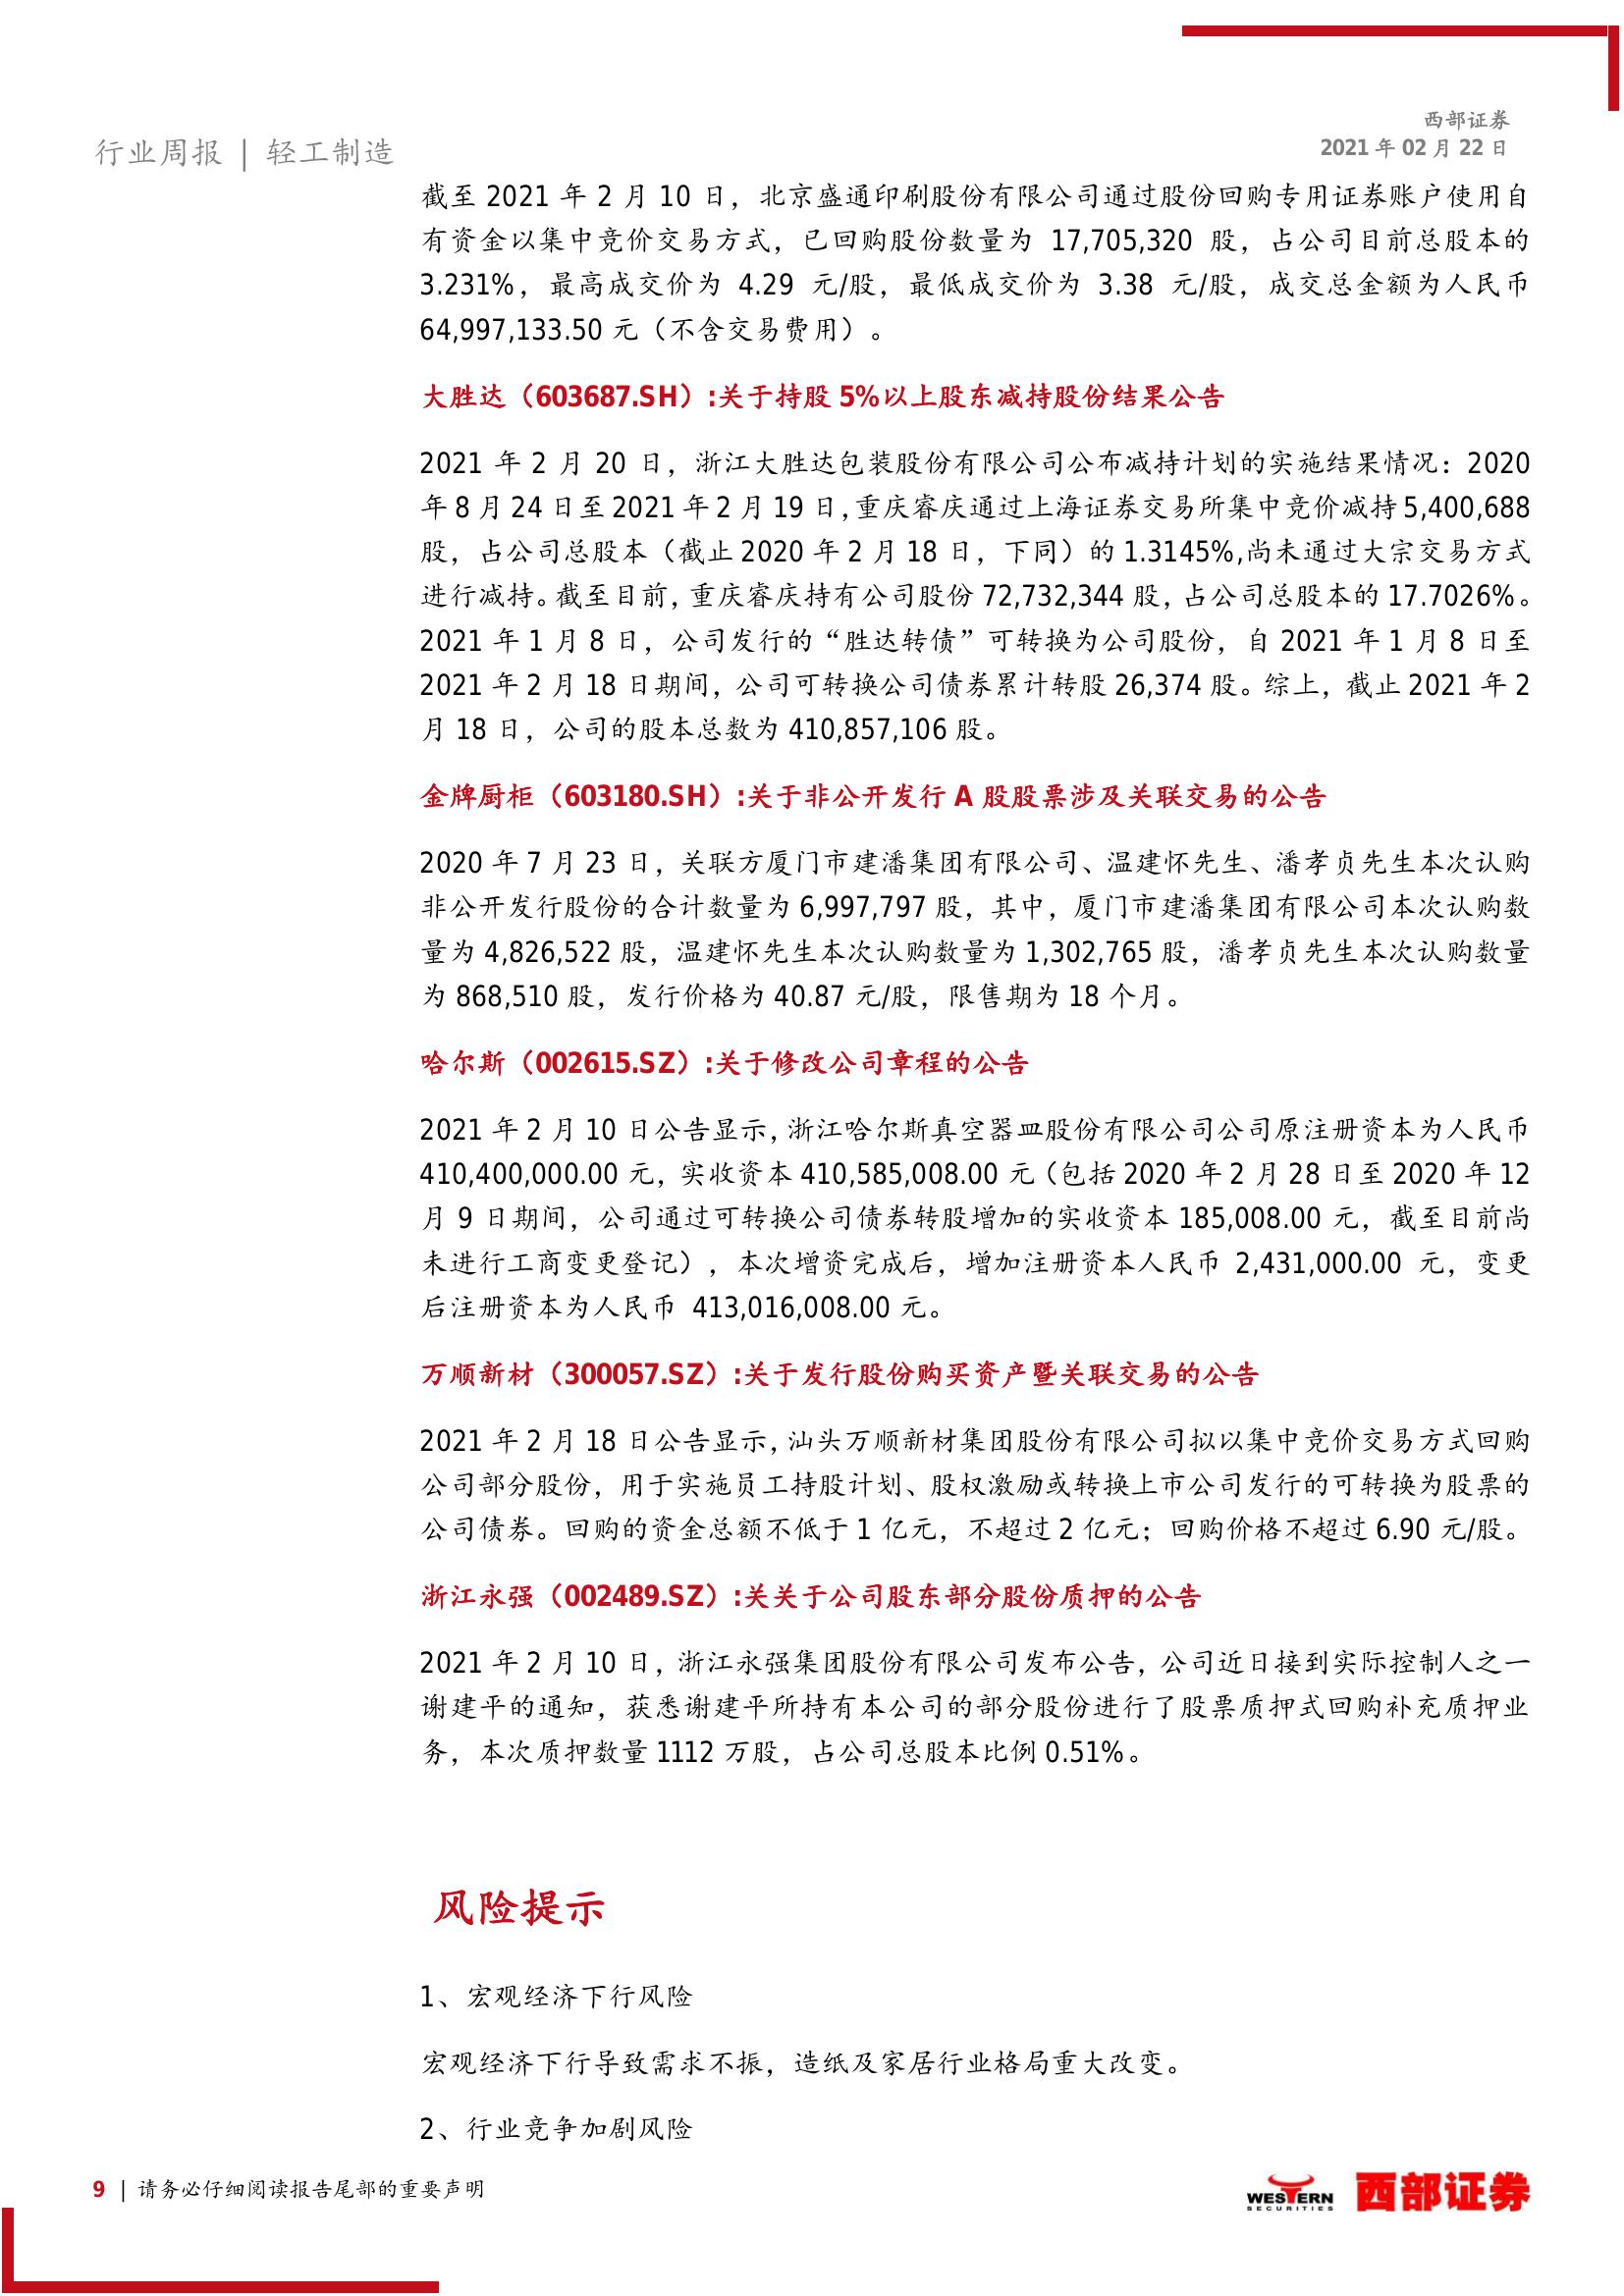 西部证券
行业周报 | 轻工制造
2021 年 02 月 22 日
截至 2021 年 2 月 10 日，北京盛通印刷股份有限公司通过股份回购专用证券账户使用自
有资金以集中竞价交易方式，已回购股份数量为 17,705,320 股，占公司目前总股本的
3.231%，最高成交价为 4.29 元/股，最低成交价为 3.38 元/股，成交总金额为人民币
64,997,133.50 元（不含交易费用）。
大胜达（603687.SH）:关于持股 5%以上股东减持股份结果公告
2021 年 2 月 20 日，浙江大胜达包装股份有限公司公布减持计划的实施结果情况：2020
年 8 月 24 日至 2021 年 2 月 19 日，重庆睿庆通过上海证券交易所集中竞价减持 5,400,688
股，占公司总股本（截止 2020 年 2 月 18 日，下同）的 1.3145%,尚未通过大宗交易方式
进行减持。截至目前，重庆睿庆持有公司股份 72,732,344 股，占公司总股本的 17.7026%。
2021 年 1 月 8 日，公司发行的“胜达转债”可转换为公司股份，自 2021 年 1 月 8 日至
2021 年 2 月 18 日期间，公司可转换公司债券累计转股 26,374 股。综上，截止 2021 年 2
月 18 日，公司的股本总数为 410,857,106 股。
金牌厨柜（603180.SH）:关于非公开发行 A 股股票涉及关联交易的公告
2020 年 7 月 23 日，关联方厦门市建潘集团有限公司、温建怀先生、潘孝贞先生本次认购
非公开发行股份的合计数量为 6,997,797 股，其中，厦门市建潘集团有限公司本次认购数
量为 4,826,522 股，温建怀先生本次认购数量为 1,302,765 股，潘孝贞先生本次认购数量
为 868,510 股，发行价格为 40.87 元/股，限售期为 18 个月。
哈尔斯（002615.SZ）:关于修改公司章程的公告
2021 年 2 月 10 日公告显示，浙江哈尔斯真空器皿股份有限公司公司原注册资本为人民币
410,400,000.00 元，实收资本 410,585,008.00 元（包括 2020 年 2 月 28 日至 2020 年 12
月 9 日期间，公司通过可转换公司债券转股增加的实收资本 185,008.00 元，截至目前尚
未进行工商变更登记），本次增资完成后，增加注册资本人民币 2,431,000.00 元，变更
后注册资本为人民币 413,016,008.00 元。
万顺新材（300057.SZ）:关于发行股份购买资产暨关联交易的公告
2021 年 2 月 18 日公告显示，汕头万顺新材集团股份有限公司拟以集中竞价交易方式回购
公司部分股份，用于实施员工持股计划、股权激励或转换上市公司发行的可转换为股票的
公司债券。回购的资金总额不低于 1 亿元，不超过 2 亿元；回购价格不超过 6.90 元/股。
浙江永强（002489.SZ）:关关于公司股东部分股份质押的公告
2021 年 2 月 10 日，浙江永强集团股份有限公司发布公告，公司近日接到实际控制人之一
谢建平的通知，获悉谢建平所持有本公司的部分股份进行了股票质押式回购补充质押业
务，本次质押数量 1112 万股，占公司总股本比例 0.51%。
风险提示
1、宏观经济下行风险
宏观经济下行导致需求不振，造纸及家居行业格局重大改变。
2、行业竞争加剧风险
9 | 请务必仔细阅读报告尾部的重要声明
WESTERN
SECURITIES
西部证券